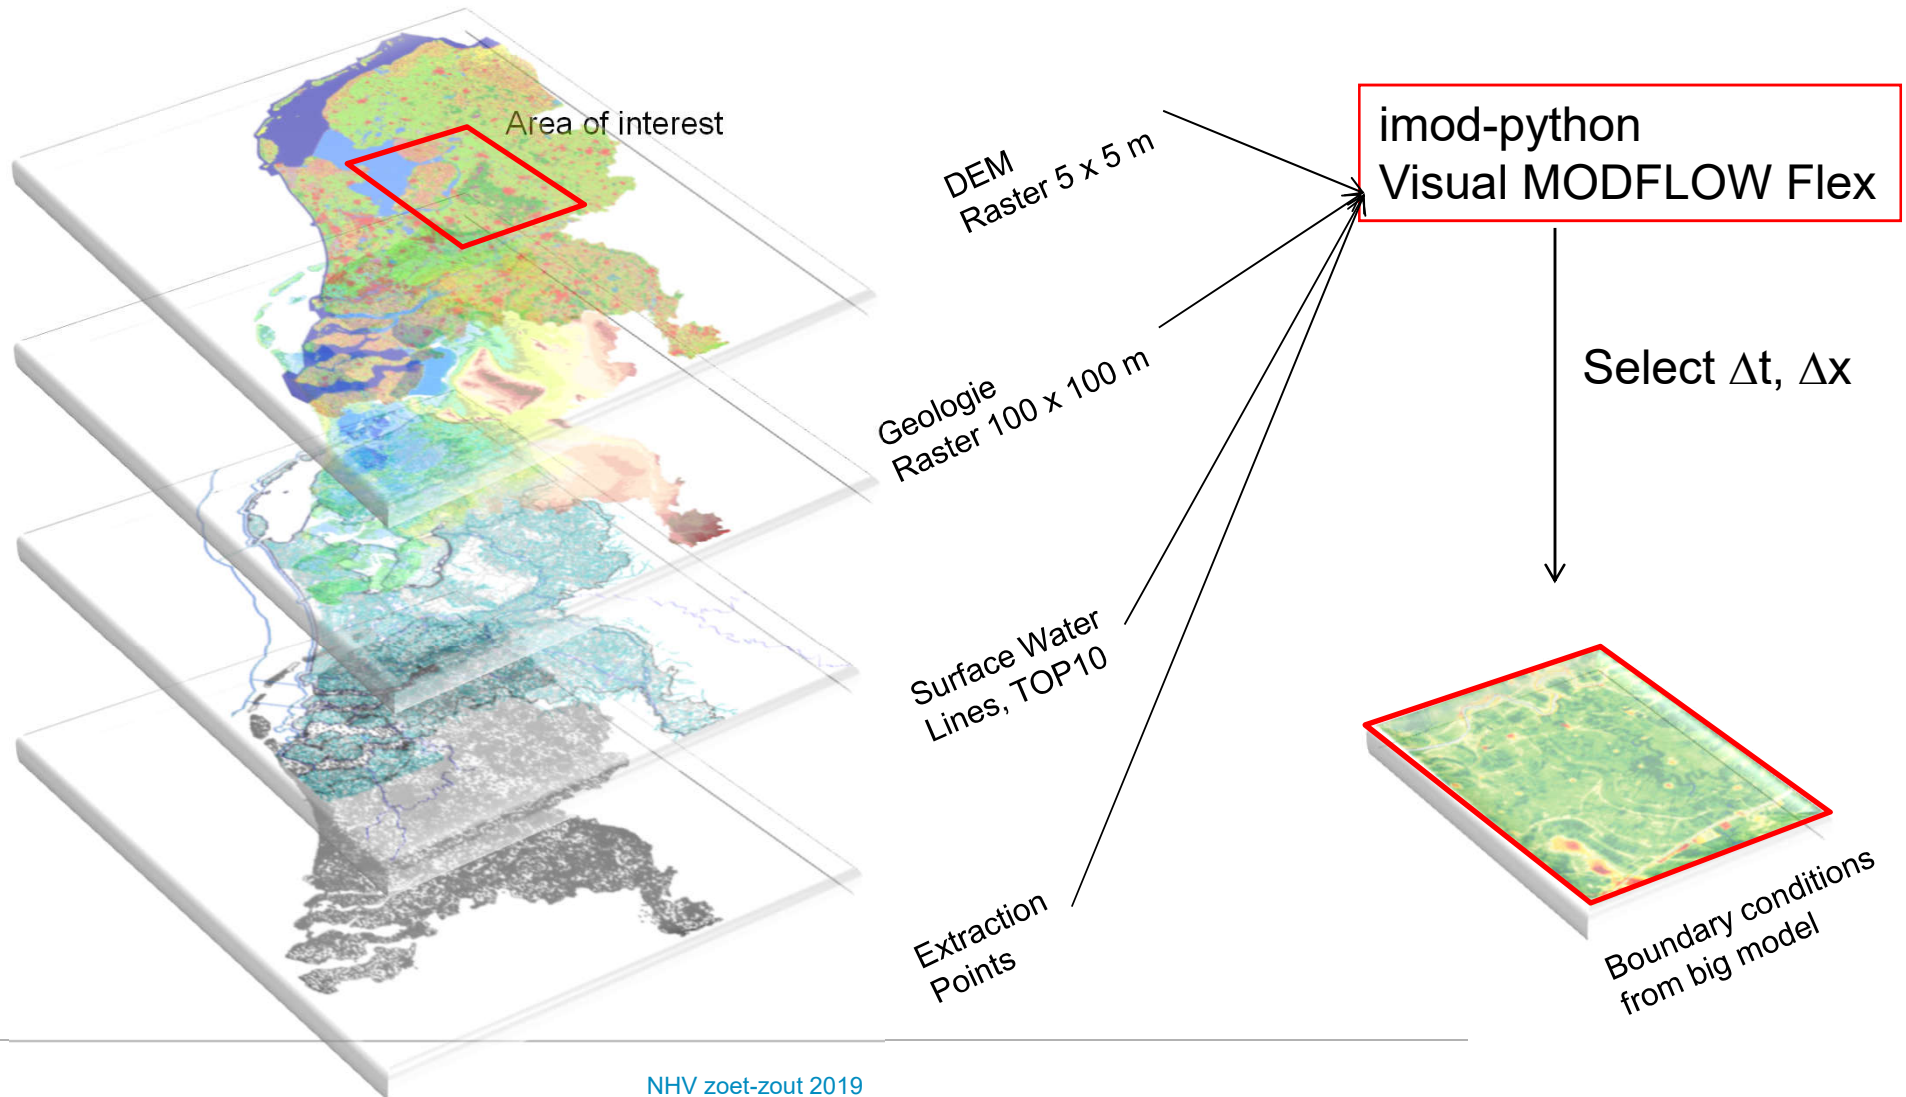 Area of interest
DEM
Raster 5 x 5 m
imod-python
Visual MODFLOW Flex
Select Δt, Δx
Geologie
Raster 100 x 100 m
Surface Water
Lines, TOP10
Extraction
Points
Boundary conditions
from big model
NHV zoet-zout 2019